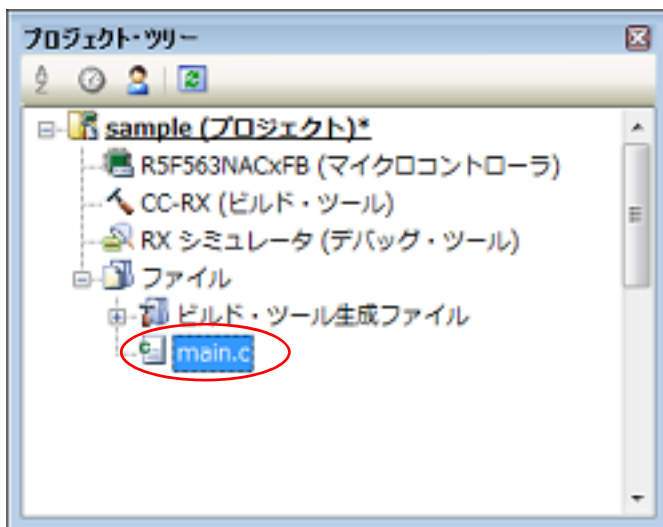 プロジェクト・ツリー
sample (プロジェクト)*
R5F563NACxFB (マイクロコントローラ)
CC-RX (ビルド・ツール)
RX シミュレータ (デバッグ・ツール)
ファイル
ビルド・ツール生成ファイル
main.c